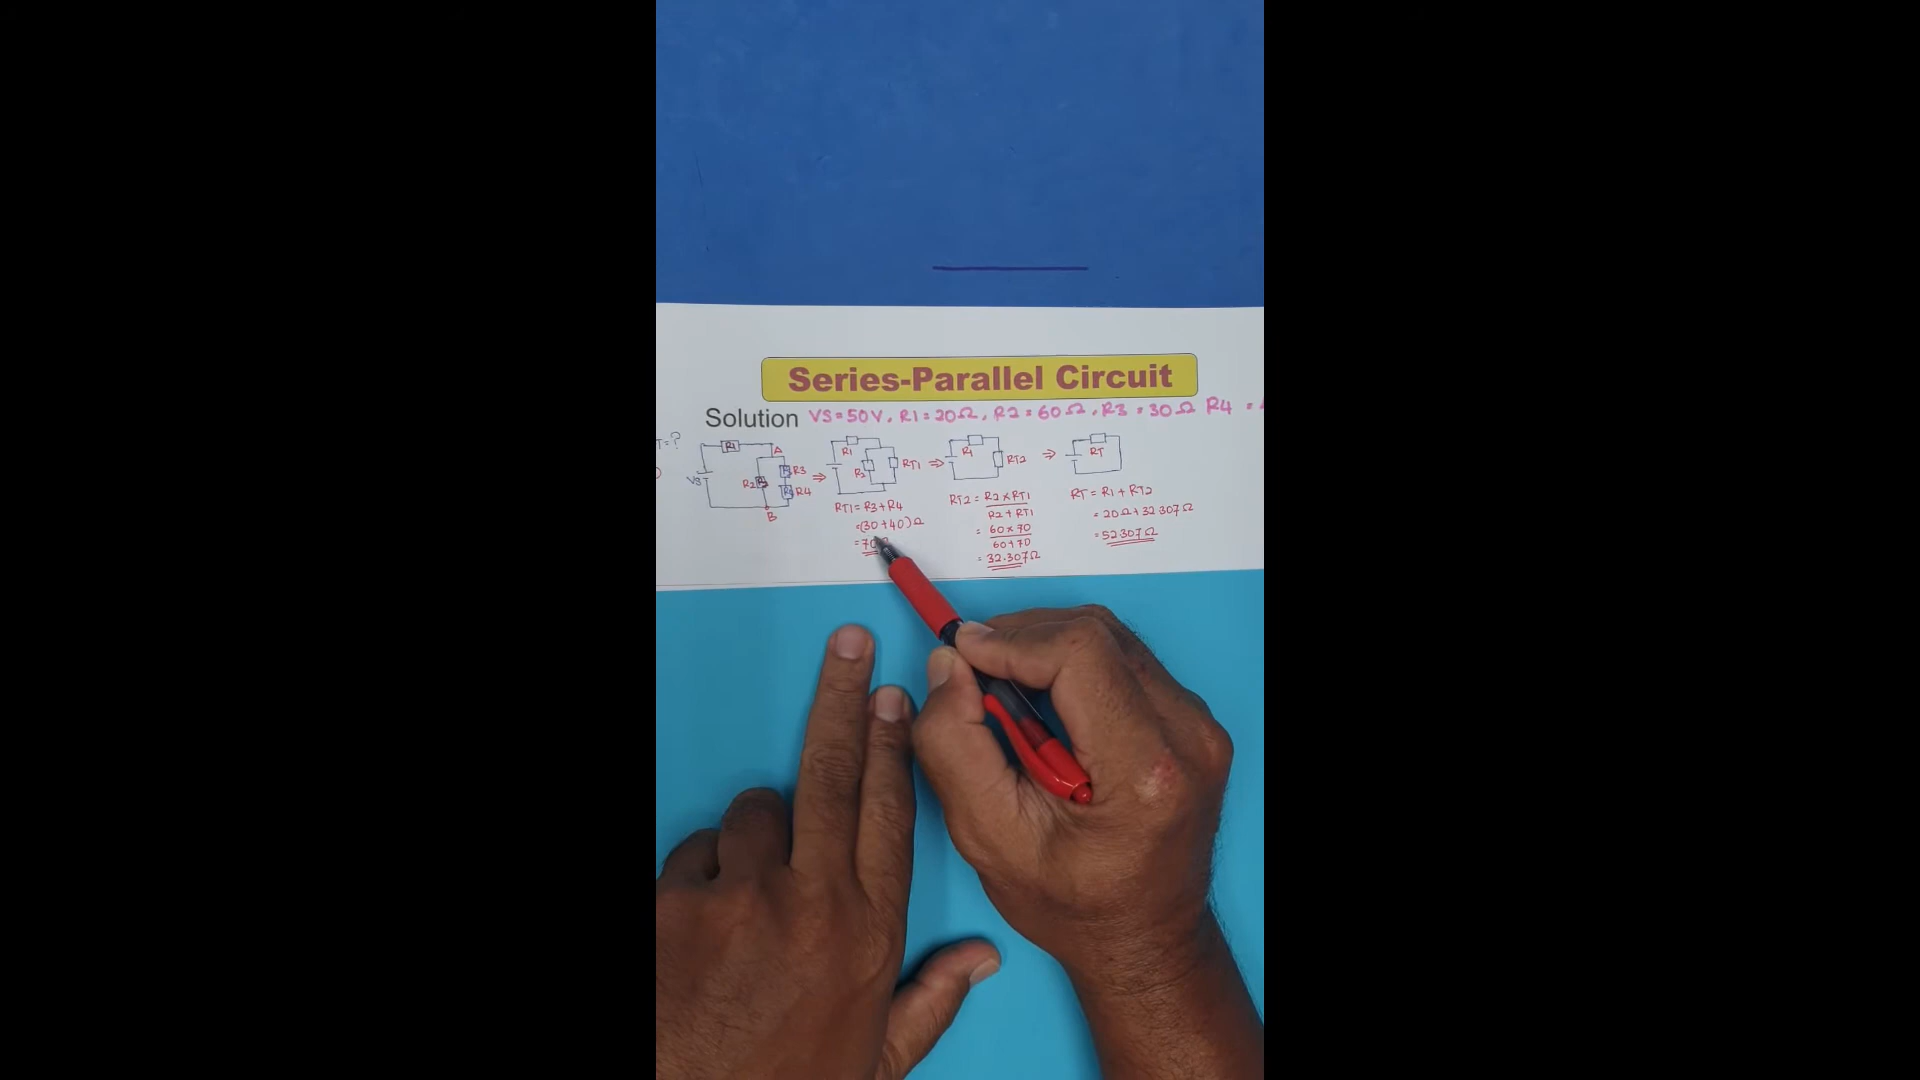 Series-Parallel Circuit
Solution VS=50V, R1=20Ω, R2=60Ω, R3=30Ω R4 =
T=?
R1
A
VS
R2
R3
R4
B
⇒
R1
R2
RT1
⇒
R1
RT2
⇒
RT
RT1=R3+R4
=(30+40)Ω
=70Ω
RT2=R2×RT1
R2+RT1
=60×70
60+70
=32.307Ω
RT=R1+RT2
=20Ω+32.307Ω
=52.307Ω